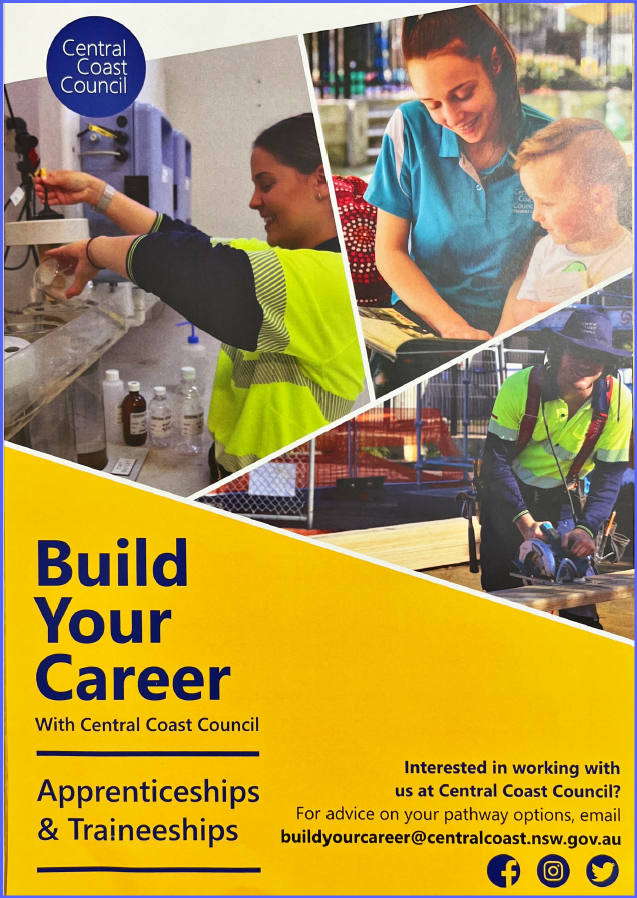 Central
Coast
Council
Build
Your
Career
With Central Coast Council
Apprenticeships
& Traineeships
Interested in working with
us at Central Coast Council?
For advice on your pathway options, email
buildyourcareer@centralcoast.nsw.gov.au